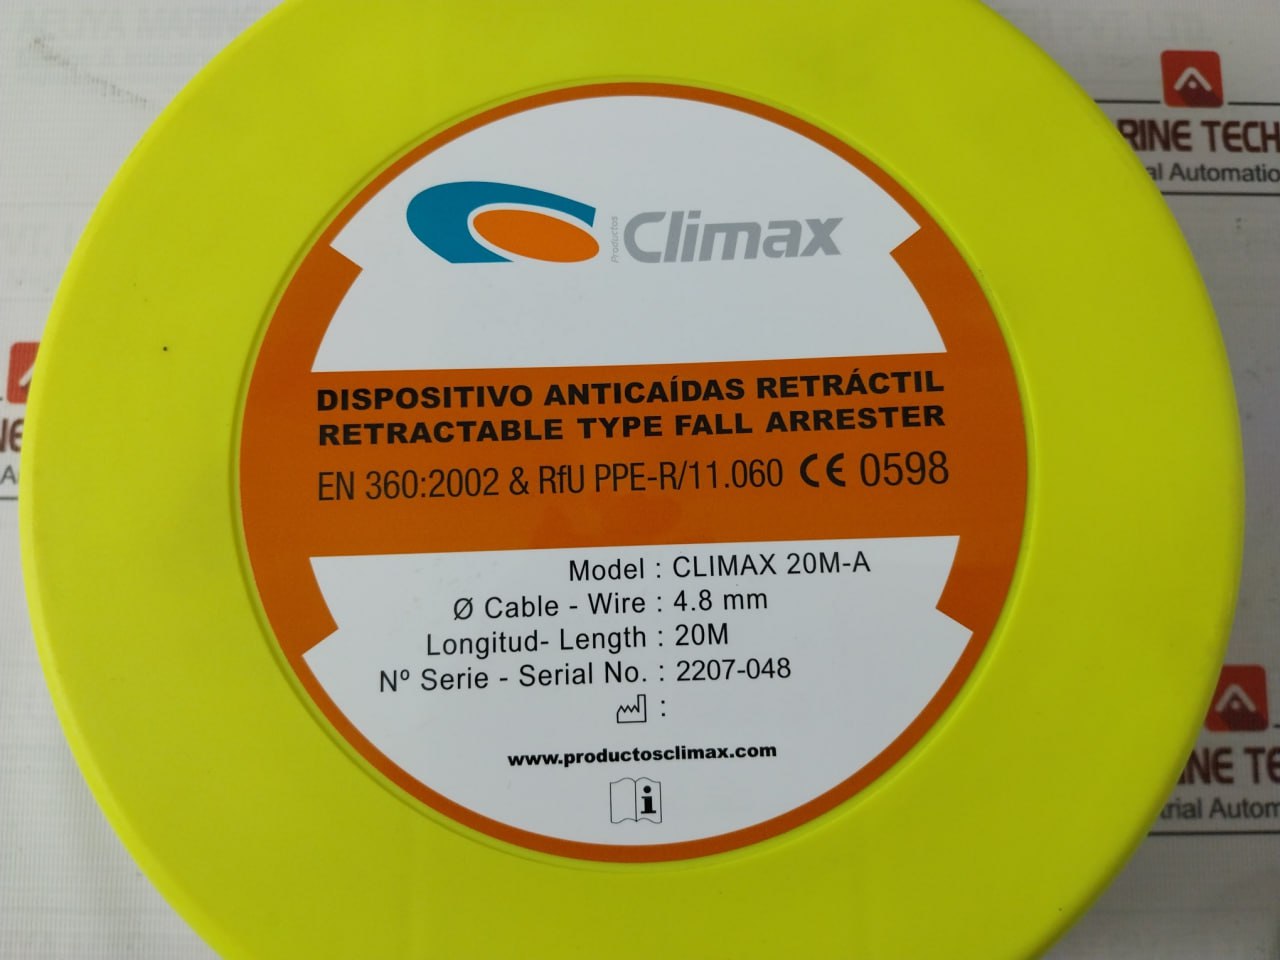 Productos Climax
DISPOSITIVO ANTICAÍDAS RETRÁCTIL
RETRACTABLE TYPE FALL ARRESTER
EN 360:2002 & RfU PPE-R/11.060 CE 0598
Model : CLIMAX 20M-A
Ø Cable - Wire : 4.8 mm
Longitud- Length : 20M
Nº Serie - Serial No. : 2207-048
:
www.productosclimax.com
i
RINE TECH
al Automatio
INE TE
trial Autom